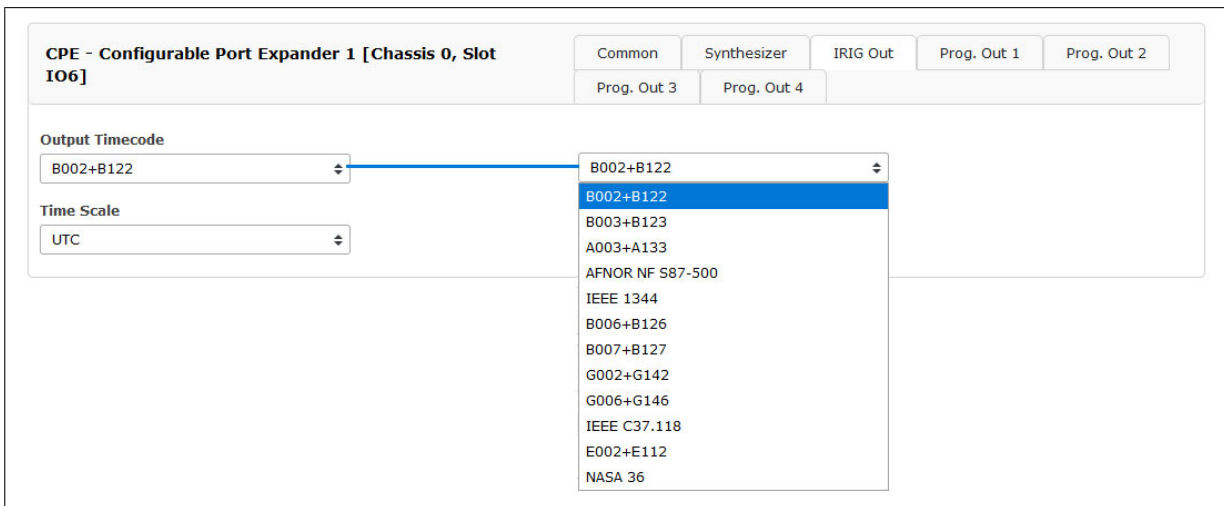 CPE - Configurable Port Expander 1 [Chassis 0, Slot
IO6]
Common Synthesizer IRIG Out Prog. Out 1 Prog. Out 2
Prog. Out 3 Prog. Out 4
Output Timecode
B002+B122
B002+B122
Time Scale
UTC
B002+B122
B003+B123
A003+A133
AFNOR NF S87-500
IEEE 1344
B006+B126
B007+B127
G002+G142
G006+G146
IEEE C37.118
E002+E112
NASA 36